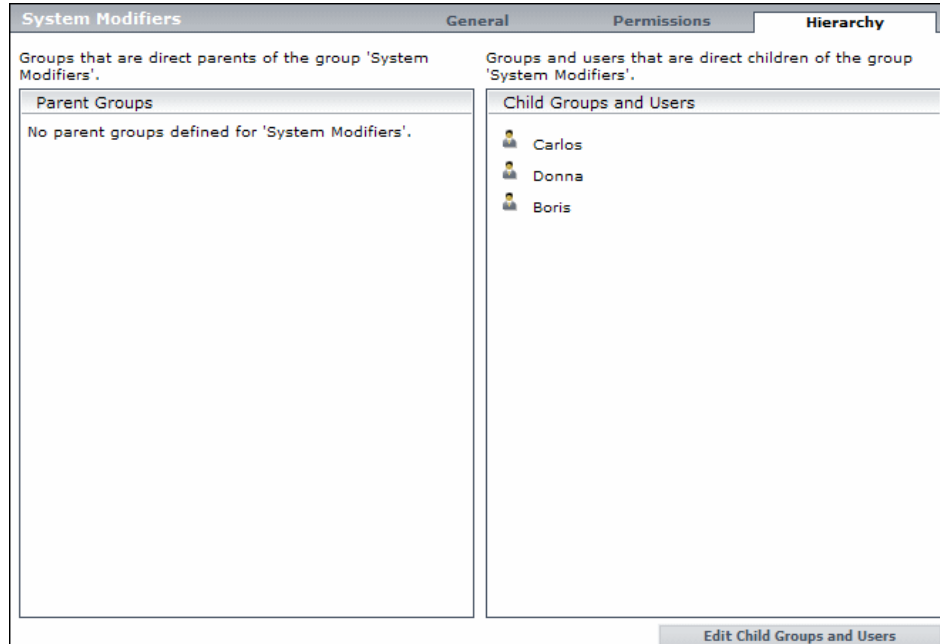 System Modifiers
General
Permissions
Hierarchy
Groups that are direct parents of the group 'System
Modifiers'.
Parent Groups
No parent groups defined for 'System Modifiers'.
Groups and users that are direct children of the group
'System Modifiers'.
Child Groups and Users
Carlos
Donna
Boris
Edit Child Groups and Users